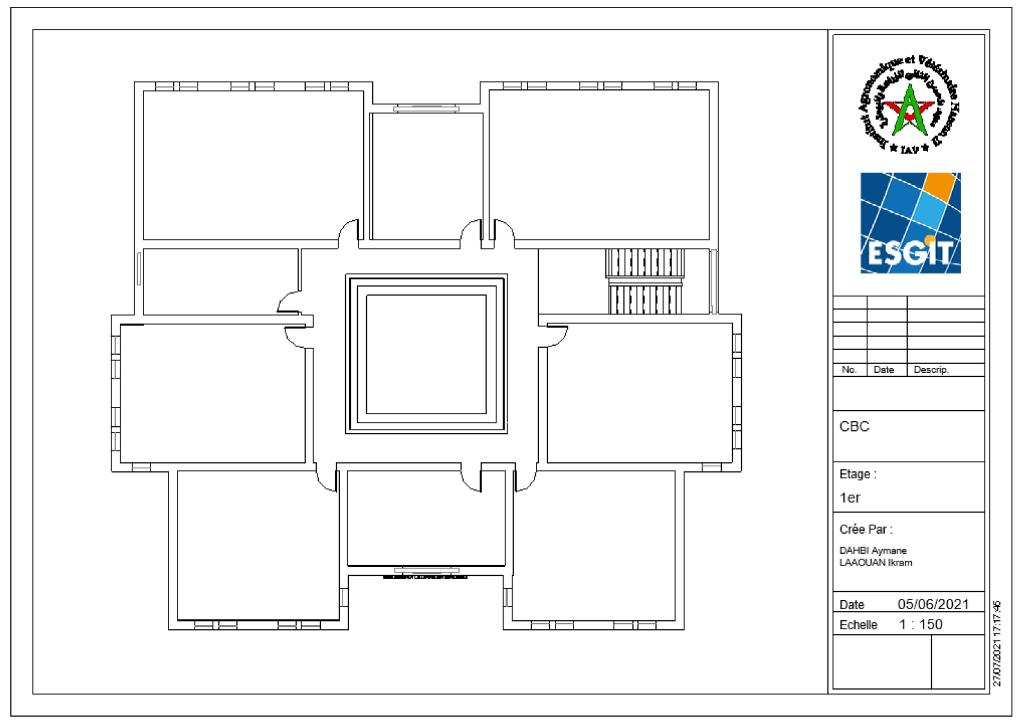 Institut Agronomique et Vétérinaire Hassan II
IAV
ESGIT
No. Date Descrip.
CBC
Etage :
1er
Crée Par :
DAHBI Aymane
LAAOUAN Ikram
Date 05/06/2021
Echelle 1 : 150
27/07/2021 17:17:46